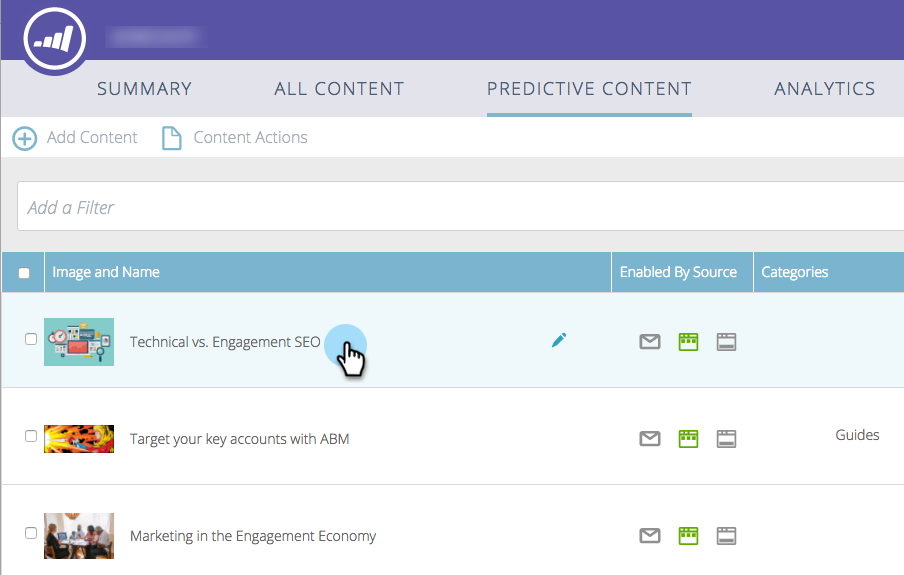 SUMMARY ALL CONTENT PREDICTIVE CONTENT ANALYTICS
Add Content Content Actions
Add a Filter
Image and Name Enabled By Source Categories
Technical vs. Engagement SEO
Target your key accounts with ABM Guides
Marketing in the Engagement Economy